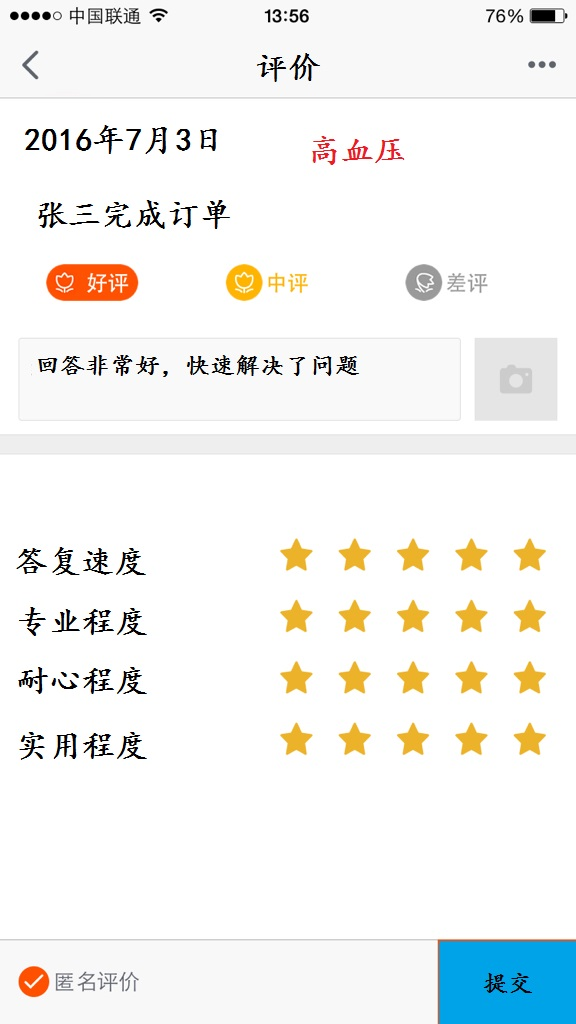 中国联通 13:56 76%
评价
2016年7月3日 高血压
张三完成订单
好评 中评 差评
回答非常好，快速解决了问题
答复速度
专业程度
耐心程度
实用程度
匿名评价 提交